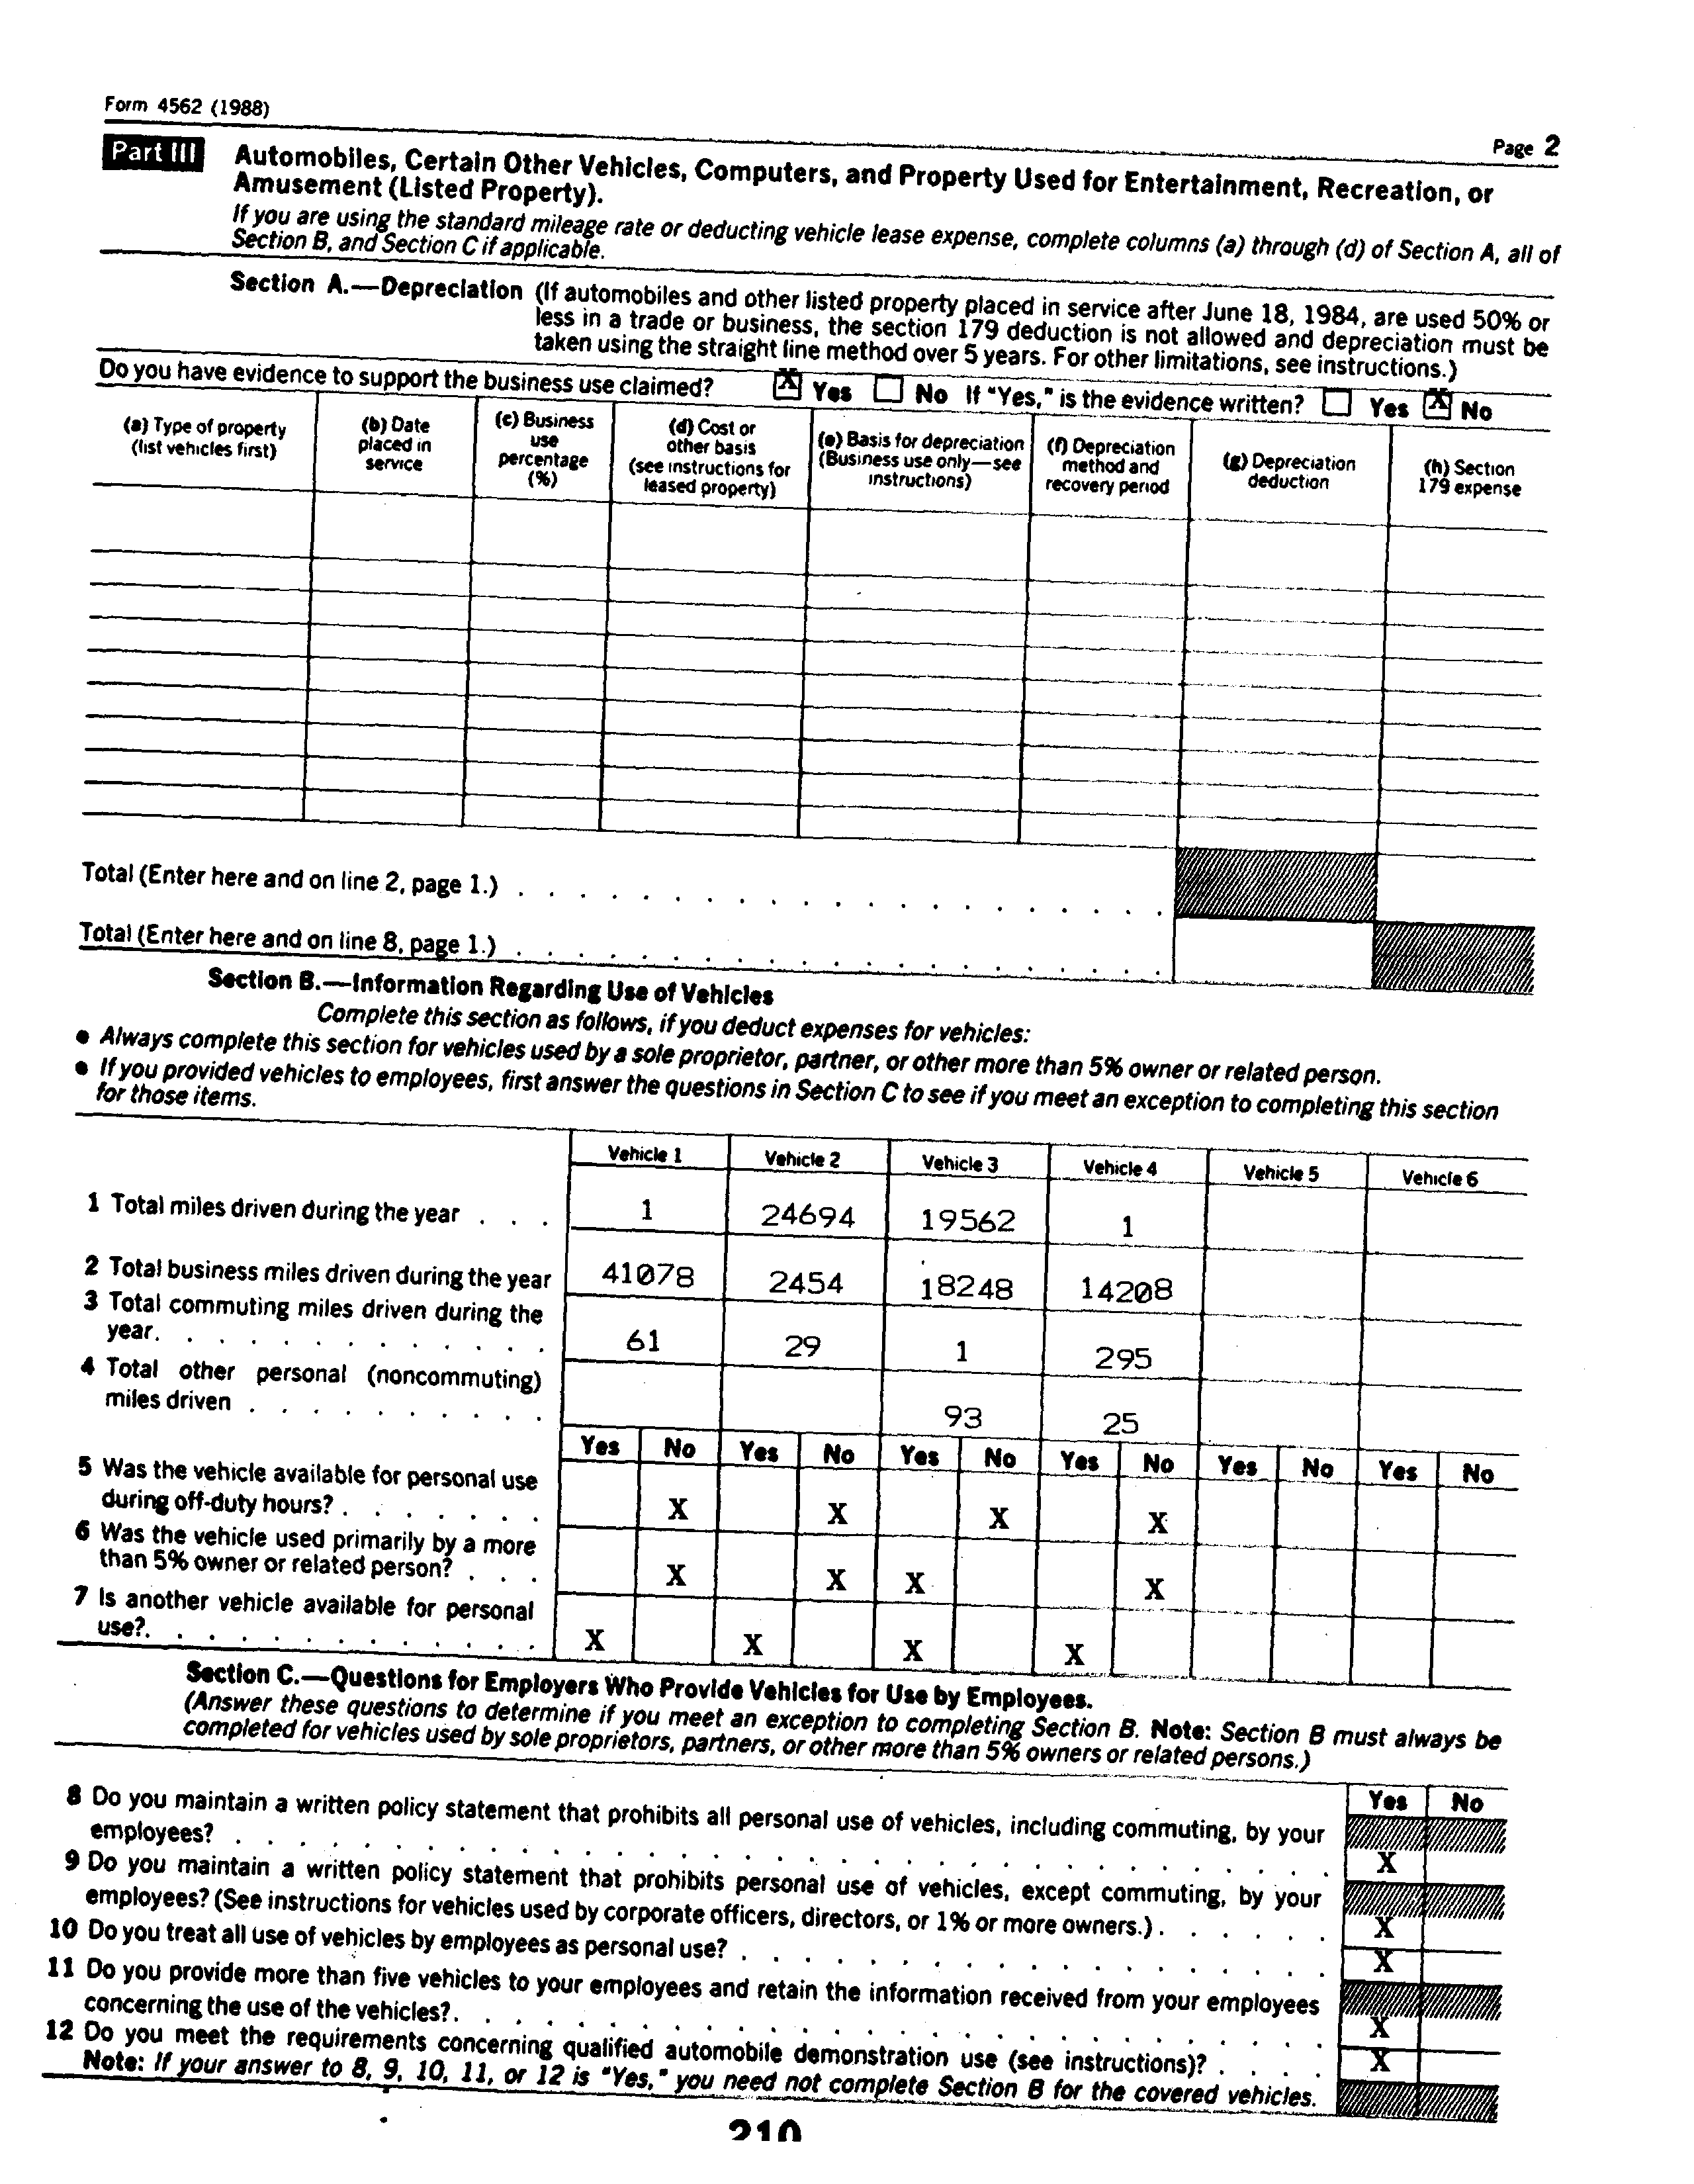 Form 4562 (1988)
Page 2
Part III
Automobiles, Certain Other Vehicles, Computers, and Property Used for Entertainment, Recreation, or
Amusement (Listed Property).
If you are using the standard mileage rate or deducting vehicle lease expense, complete columns (a) through (d) of Section A, all of
Section B, and Section C if applicable.
Section A.—Depreciation (If automobiles and other listed property placed in service after June 18, 1984, are used 50% or
less in a trade or business, the section 179 deduction is not allowed and depreciation must be
taken using the straight line method over 5 years. For other limitations, see instructions.)
Do you have evidence to support the business use claimed? X Yes No If "Yes," is the evidence written? Yes X No
(a) Type of property
(list vehicles first)
(b) Date
placed in
service
(c) Business
use
percentage
(%)
(d) Cost or
other basis
(see instructions for
leased property)
(e) Basis for depreciation
(Business use only—see
instructions)
(f) Depreciation
method and
recovery period
(g) Depreciation
deduction
(h) Section
179 expense
Total (Enter here and on line 2, page 1.)
Total (Enter here and on line 8, page 1.)
Section B.—Information Regarding Use of Vehicles
Complete this section as follows, if you deduct expenses for vehicles:
● Always complete this section for vehicles used by a sole proprietor, partner, or other more than 5% owner or related person.
● If you provided vehicles to employees, first answer the questions in Section C to see if you meet an exception to completing this section
for those items.
Vehicle 1 Vehicle 2 Vehicle 3 Vehicle 4 Vehicle 5 Vehicle 6
1 Total miles driven during the year . . . 1 24694 19562 1
2 Total business miles driven during the year 41078 2454 18248 14208
3 Total commuting miles driven during the
year. . . . . . . . . . . . . 61 29 1 295
4 Total other personal (noncommuting)
miles driven . . . . . . . . . . 93 25
Yes No Yes No Yes No Yes No Yes No Yes No
5 Was the vehicle available for personal use
during off-duty hours? . . . . . . . X X X X
6 Was the vehicle used primarily by a more
than 5% owner or related person? . . . X X X X
7 Is another vehicle available for personal
use?. . . . . . . . . . . . . X X X X
Section C.—Questions for Employers Who Provide Vehicles for Use by Employees.
(Answer these questions to determine if you meet an exception to completing Section B. Note: Section B must always be
completed for vehicles used by sole proprietors, partners, or other more than 5% owners or related persons.)
Yes No
8 Do you maintain a written policy statement that prohibits all personal use of vehicles, including commuting, by your
employees? X
9 Do you maintain a written policy statement that prohibits personal use of vehicles, except commuting, by your
employees? (See instructions for vehicles used by corporate officers, directors, or 1% or more owners.) . . . . . . X
10 Do you treat all use of vehicles by employees as personal use? X
11 Do you provide more than five vehicles to your employees and retain the information received from your employees
concerning the use of the vehicles?. X
12 Do you meet the requirements concerning qualified automobile demonstration use (see instructions)? . . . . X
Note: If your answer to 8, 9, 10, 11, or 12 is "Yes," you need not complete Section B for the covered vehicles.
210